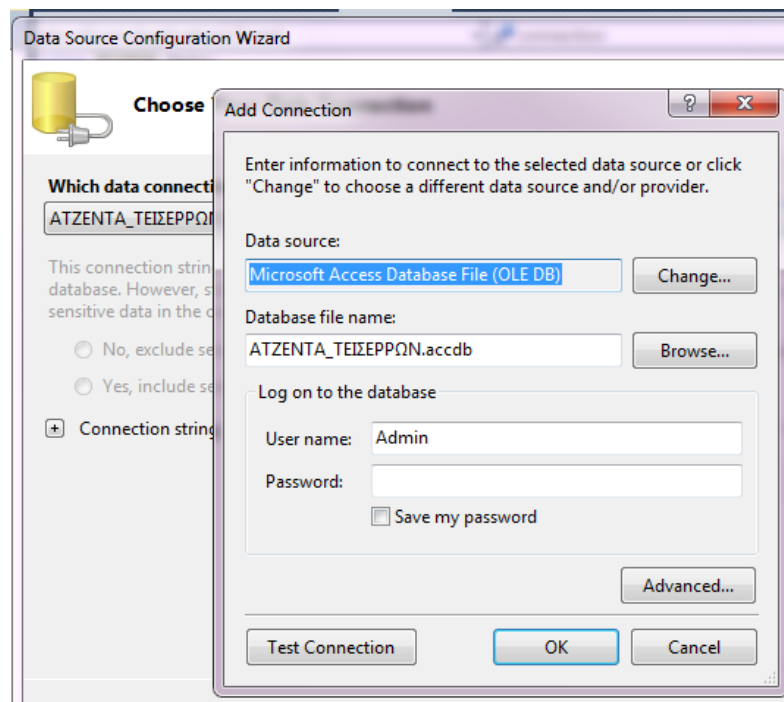 Data Source Configuration Wizard
Choose
Add Connection
Enter information to connect to the selected data source or click
"Change" to choose a different data source and/or provider.
Which data connecti
ΑΤΖΕΝΤΑ_ΤΕΙΣΕΡΡΩΝ
Data source:
Microsoft Access Database File (OLE DB)
Change...
This connection strin
database. However, s
sensitive data in the c
Database file name:
ΑΤΖΕΝΤΑ_ΤΕΙΣΕΡΡΩΝ.accdb
Browse...
No, exclude se
Yes, include se
Log on to the database
Connection string
User name:
Admin
Password:
Save my password
Advanced...
Test Connection
OK
Cancel